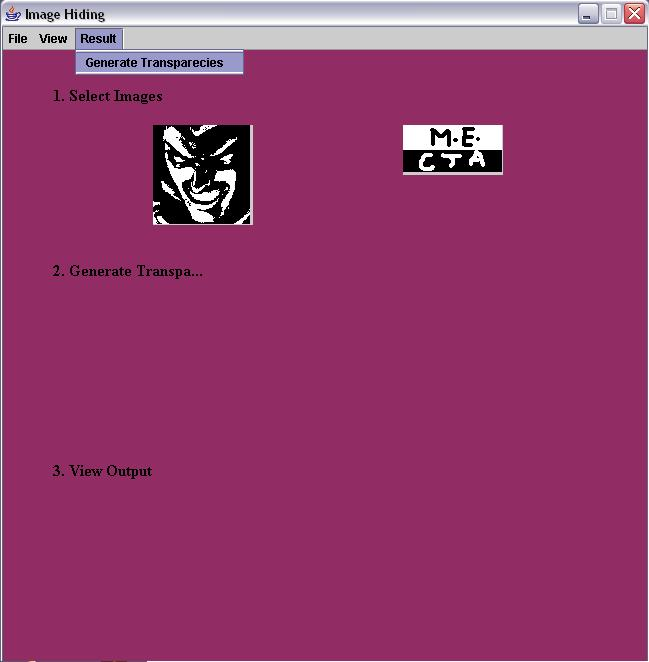 Image Hiding
File View Result
Generate Transparecies
1. Select Images
M.E.
CTA
2. Generate Transpa...
3. View Output